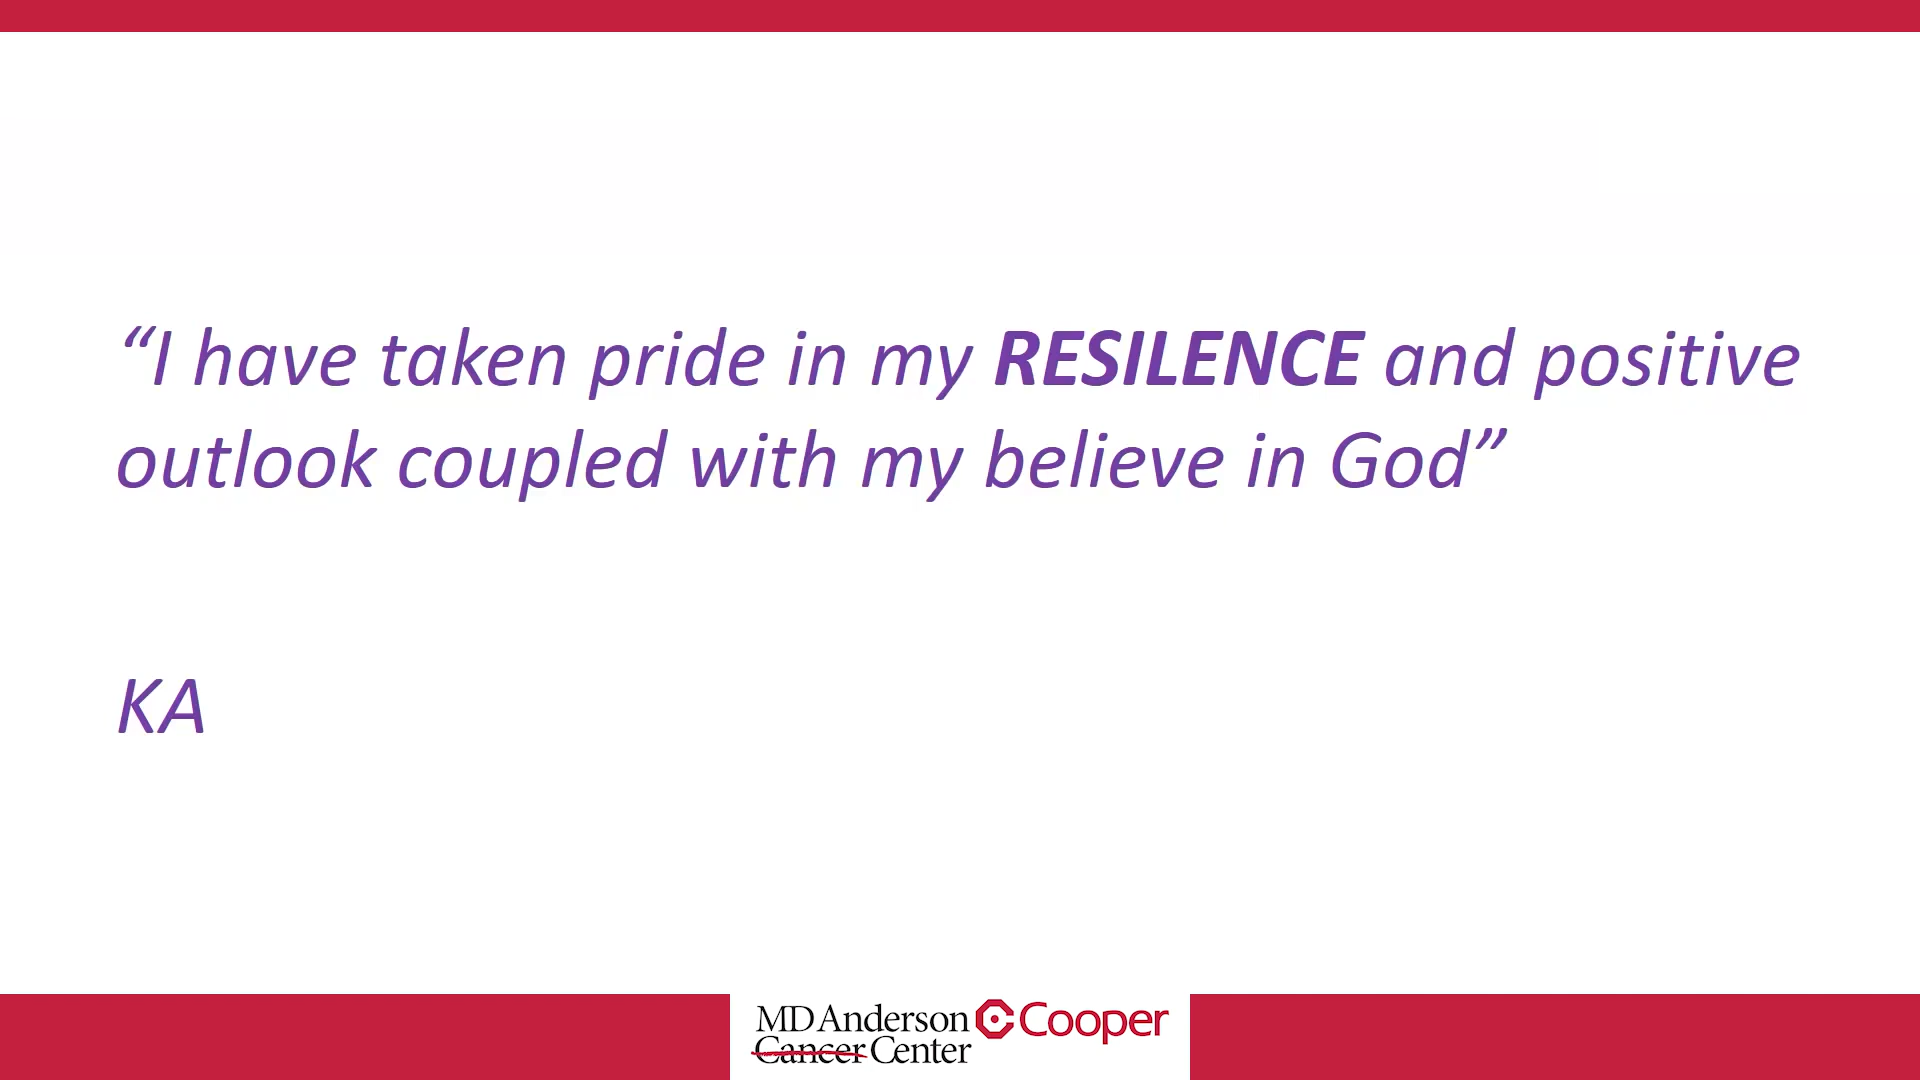 “I have taken pride in my RESILENCE and positive
outlook coupled with my believe in God”
KA
MD Anderson Cooper
Cancer Center